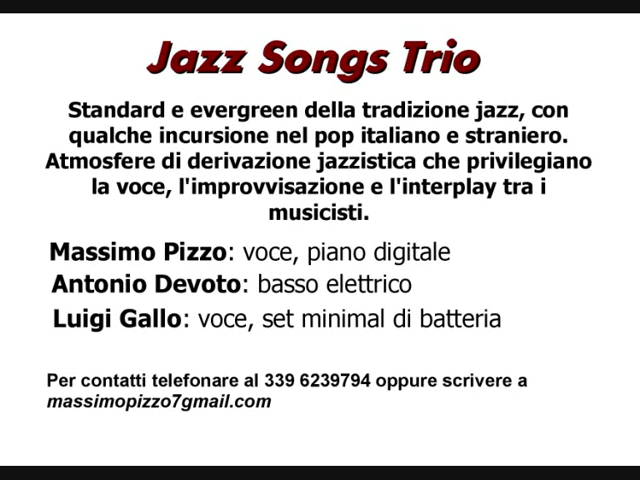 Jazz Songs Trio
Standard e evergreen della tradizione jazz, con
qualche incursione nel pop italiano e straniero.
Atmosfere di derivazione jazzistica che privilegiano
la voce, l'improvvisazione e l'interplay tra i
musicisti.
Massimo Pizzo: voce, piano digitale
Antonio Devoto: basso elettrico
Luigi Gallo: voce, set minimal di batteria
Per contatti telefonare al 339 6239794 oppure scrivere a
massimopizzo7gmail.com